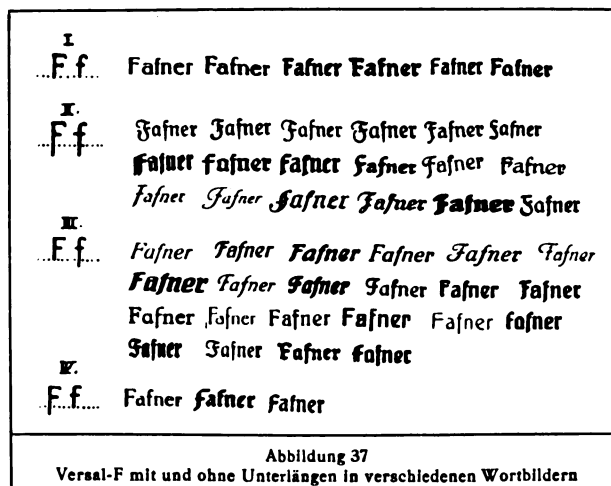 I.
F f Fafner Fafner Fafner Fafner Fafner Fafner
II.
F f Fafner Fafner Fafner Fafner Fafner Fafner
Fafner Fafner Fafner Fafner Fafner Fafner
Fafner Fafner Fafner Fafner Fafner Fafner
III.
F f Fafner Fafner Fafner Fafner Fafner Fafner
Fafner Fafner Fafner Fafner Fafner Fafner
Fafner Fafner Fafner Fafner Fafner fafner
Fafner Fafner Fafner fafner
IV.
F f Fafner Fafner Fafner
Abbildung 37
Versal-F mit und ohne Unterlängen in verschiedenen Wortbildern